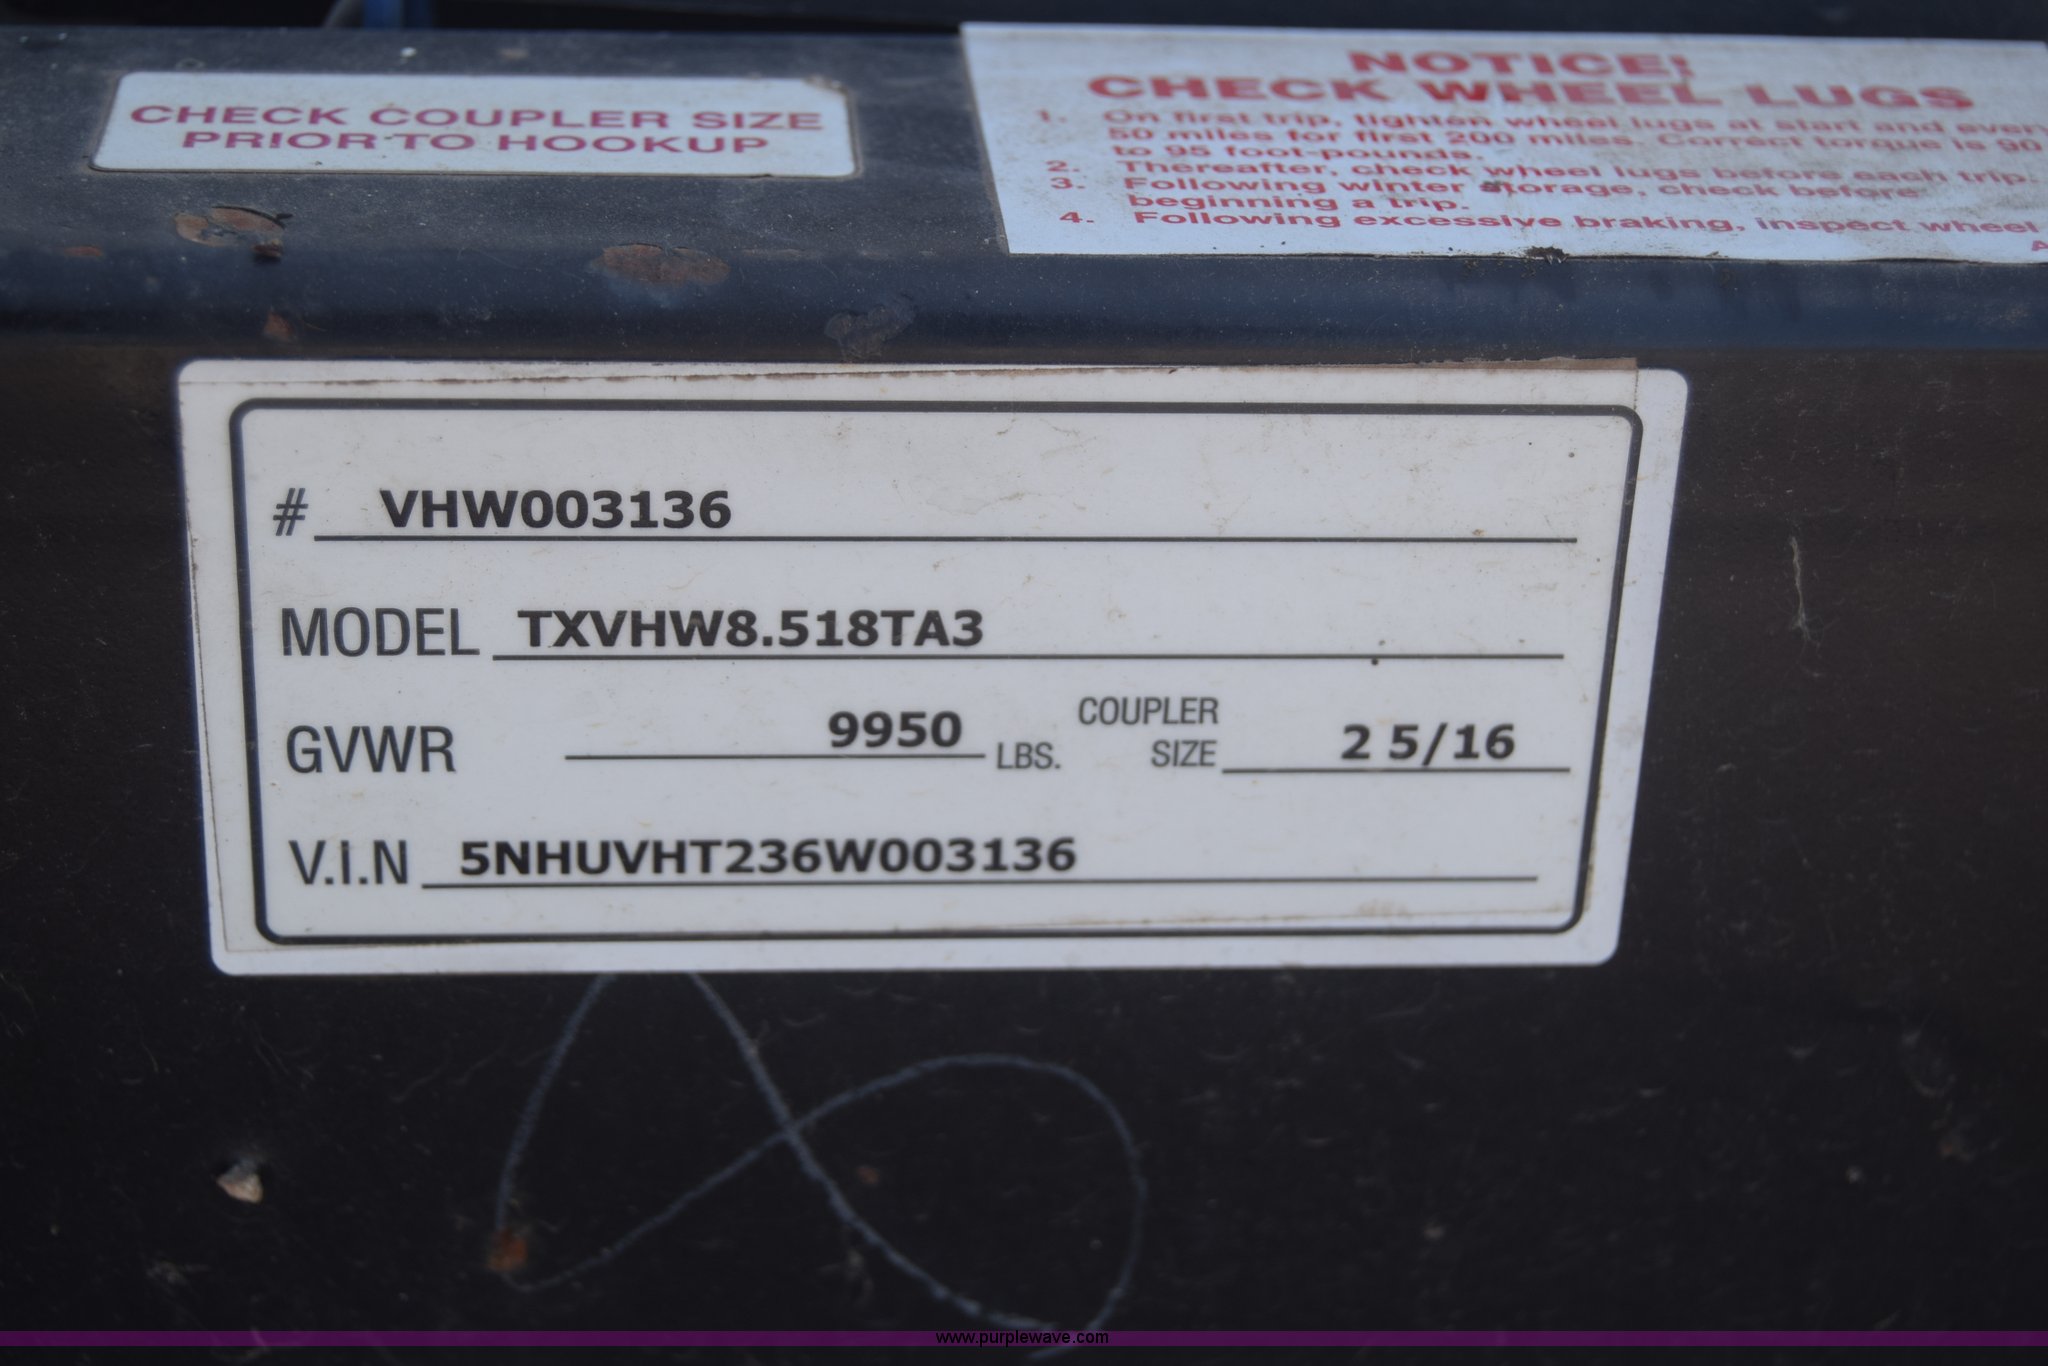 CHECK COUPLER SIZE
PRIOR TO HOOKUP
NOTICE:
CHECK WHEEL LUGS
1. On first trip, tighten wheel lugs at start and every
50 miles for first 200 miles. Correct torque is 90
to 95 foot-pounds.
2. Thereafter, check wheel lugs before each trip.
3. Following winter storage, check before
beginning a trip.
4. Following excessive braking, inspect wheel
# VHW003136
MODEL TXVHW8.518TA3
GVWR 9950 LBS. COUPLER SIZE 2 5/16
V.I.N 5NHUVHT236W003136
www.purplewave.com